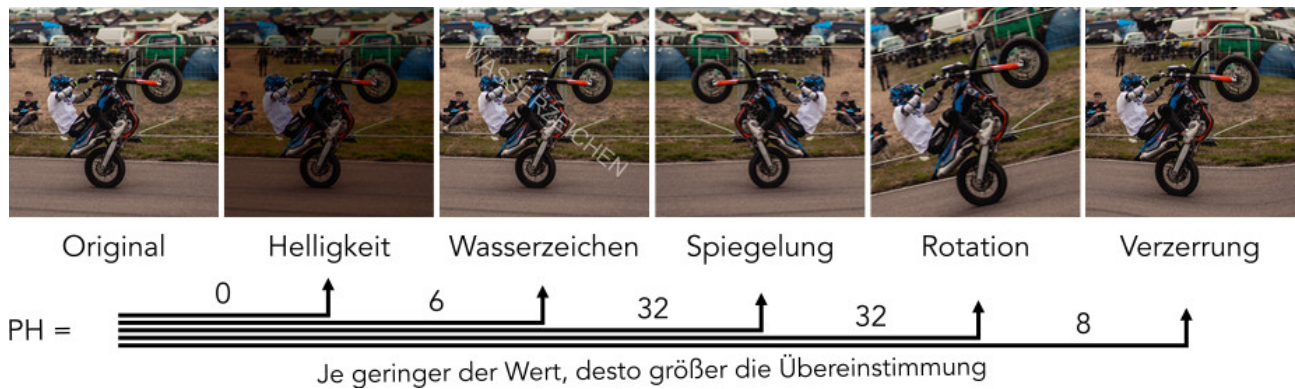 WASSERZEICHEN
Original
Helligkeit
Wasserzeichen
Spiegelung
Rotation
Verzerrung
0
6
32
32
8
PH =
Je geringer der Wert, desto größer die Übereinstimmung